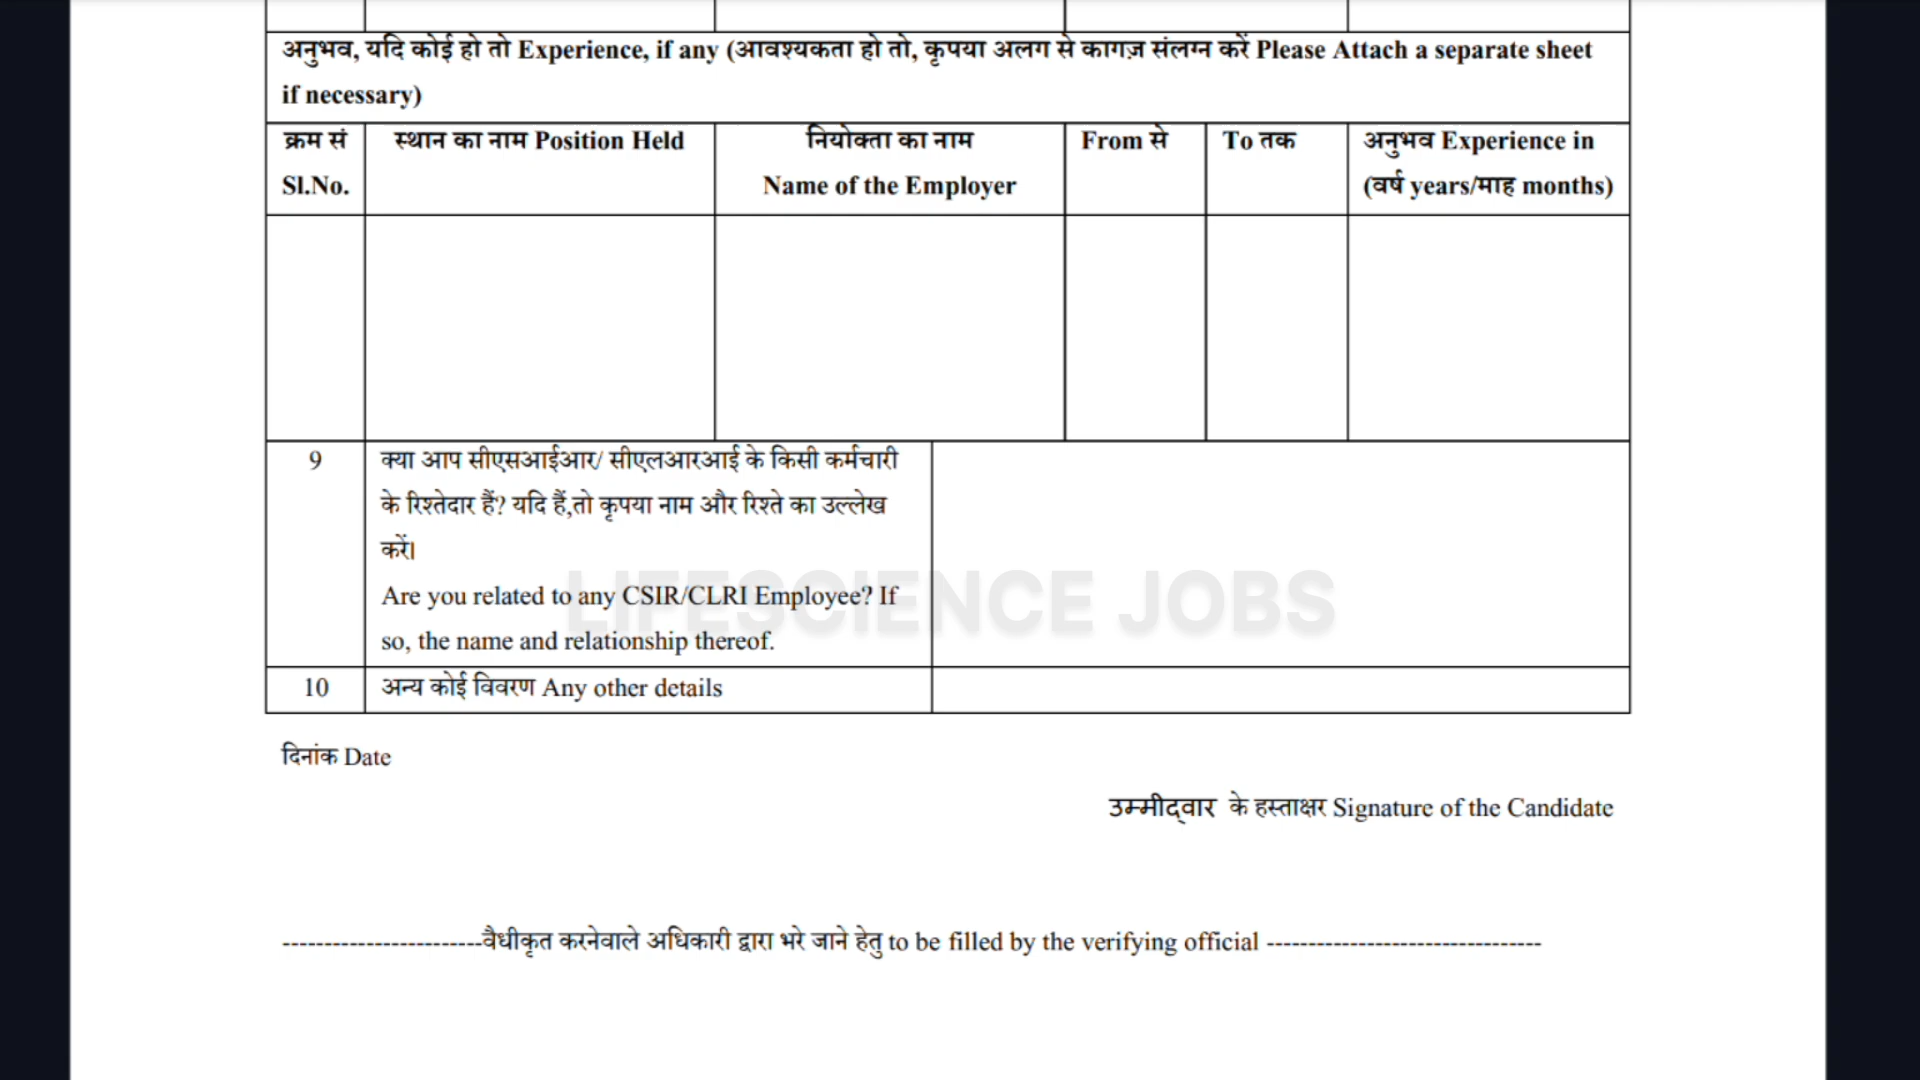 अनुभव, यदि कोई हो तो Experience, if any (आवश्यकता हो तो, कृपया अलग से कागज़ संलग्न करें Please Attach a separate sheet
if necessary)
क्रम सं
Sl.No.
स्थान का नाम Position Held
नियोक्ता का नाम
Name of the Employer
From से
To तक
अनुभव Experience in
(वर्ष years/माह months)
9
क्या आप सीएसआईआर/ सीएलआरआई के किसी कर्मचारी
के रिश्तेदार हैं? यदि हैं,तो कृपया नाम और रिश्ते का उल्लेख
करें।
Are you related to any CSIR/CLRI Employee? If
so, the name and relationship thereof.
LIFESCIENCE JOBS
10
अन्य कोई विवरण Any other details
दिनांक Date
उम्मीद्वार के हस्ताक्षर Signature of the Candidate
------------------------वैधीकृत करनेवाले अधिकारी द्वारा भरे जाने हेतु to be filled by the verifying official ---------------------------------